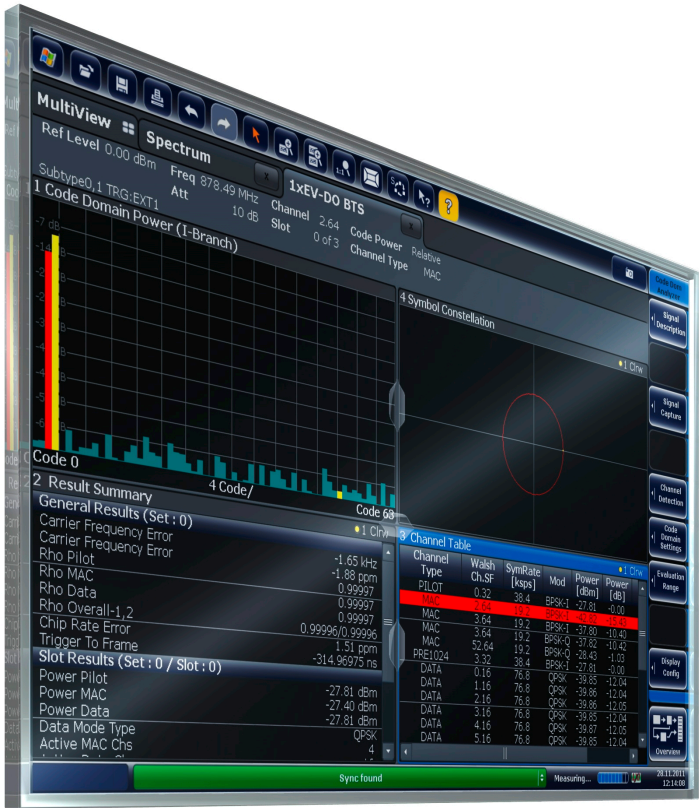 MultiView
Spectrum
1xEV-DO BTS
Ref Level 0.00 dBm
Freq 878.49 MHz
Channel 2.64
Code Power Relative
Att 10 dB
Slot 0 of 3
Channel Type MAC
Subtype0,1 TRG:EXT1
1 Code Domain Power (I-Branch)
-7 dB
Code 0
4 Code/
Code 63
4 Symbol Constellation
1 Clrw
2 Result Summary
1 Clrw
General Results (Set : 0)
Carrier Frequency Error -1.65 kHz
Carrier Frequency Error -1.88 ppm
Rho Pilot 0.99997
Rho MAC 0.99997
Rho Data 0.99997
Rho Overall-1,2 0.99996/0.99996
Chip Rate Error 1.51 ppm
Trigger To Frame -314.96975 ns
Slot Results (Set : 0 / Slot : 0)
Power Pilot -27.81 dBm
Power MAC -27.40 dBm
Power Data -27.81 dBm
Data Mode Type QPSK
Active MAC Chs 4
3 Channel Table
1 Clrw
Channel Type Walsh Ch.SF SymRate [ksps] Mod Power [dBm] Power [dB]
PILOT 0.32 38.4 BPSK-I -27.81 -0.00
MAC 2.64 19.2 BPSK-I
MAC 3.64 19.2 BPSK-I -37.80 -10.40
MAC 3.64 19.2 BPSK-Q -37.82 -10.42
MAC 52.64 19.2 BPSK-Q -28.43 -1.03
PRE1024 3.32 38.4 BPSK-I -27.81 -0.00
DATA 0.16 76.8 QPSK -39.85 -12.04
DATA 1.16 76.8 QPSK -39.86 -12.04
DATA 2.16 76.8 QPSK -39.86 -12.05
DATA 3.16 76.8 QPSK -39.85 -12.04
DATA 4.16 76.8 QPSK -39.87 -12.05
DATA 5.16 76.8 QPSK -39.85 -12.04
Code Dom Analyzer
Signal Description
Signal Capture
Channel Detection
Code Domain Settings
Evaluation Range
Display Config
Overview
Sync found
Measuring...
28.11.2011
12:14:08